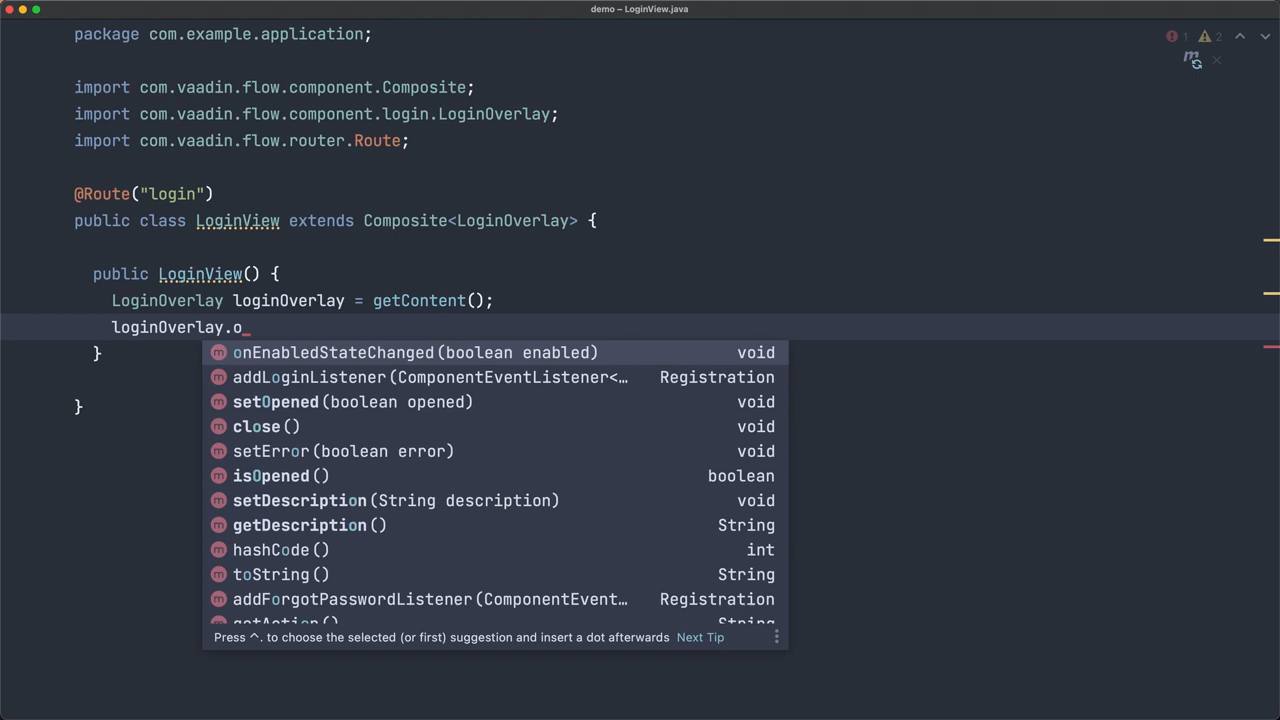 demo – LoginView.java
package com.example.application;
1 2
import com.vaadin.flow.component.Composite;
import com.vaadin.flow.component.login.LoginOverlay;
import com.vaadin.flow.router.Route;
@Route("login")
public class LoginView extends Composite<LoginOverlay> {
public LoginView() {
LoginOverlay loginOverlay = getContent();
loginOverlay.o
}
}
onEnabledStateChanged(boolean enabled) void
addLoginListener(ComponentEventListener<… Registration
setOpened(boolean opened) void
close() void
setError(boolean error) void
isOpened() boolean
setDescription(String description) void
getDescription() String
hashCode() int
toString() String
addForgotPasswordListener(ComponentEvent… Registration
getAction() String
Press ^. to choose the selected (or first) suggestion and insert a dot afterwards Next Tip